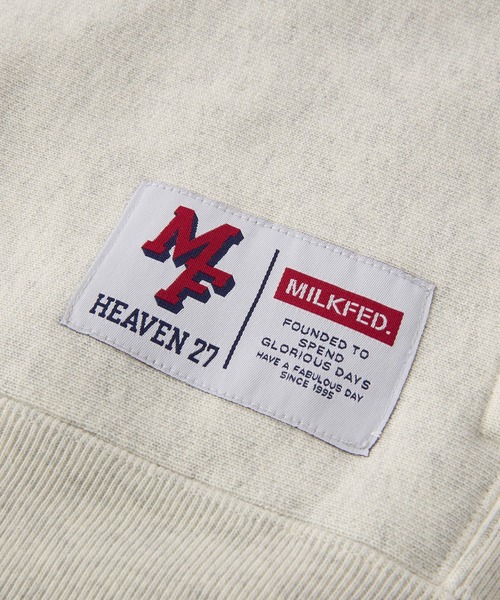 MF
HEAVEN 27
MILKFED.
FOUNDED TO
SPEND
GLORIOUS DAYS
HAVE A FABULOUS DAY
SINCE 1995